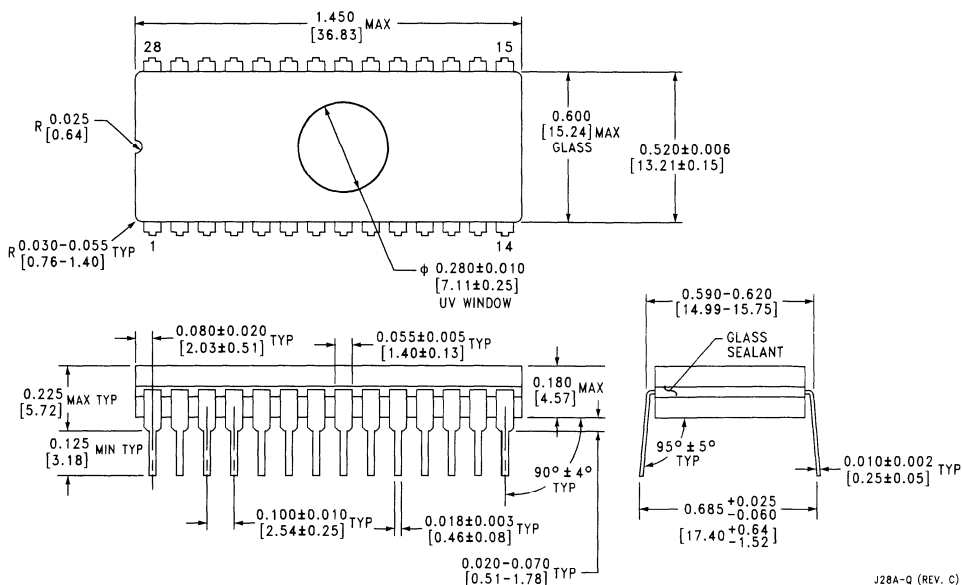 1.450
[36.83] MAX
28
15
R 0.025
[0.64]
0.600
[15.24] MAX
GLASS
0.520±0.006
[13.21±0.15]
R 0.030-0.055 TYP
[0.76-1.40]
1
14
ϕ 0.280±0.010
[7.11±0.25]
UV WINDOW
0.590-0.620
[14.99-15.75]
0.080±0.020 TYP
[2.03±0.51]
0.055±0.005 TYP
[1.40±0.13]
GLASS
SEALANT
0.225 MAX TYP
[5.72]
0.180 MAX
[4.57]
0.125 MIN TYP
[3.18]
90°±4°
TYP
95°±5°
TYP
0.010±0.002 TYP
[0.25±0.05]
0.100±0.010 TYP
[2.54±0.25]
0.018±0.003 TYP
[0.46±0.08]
0.685 +0.025 -0.060
[17.40 +0.64 -1.52]
0.020-0.070 TYP
[0.51-1.78]
J28A-Q (REV. C)